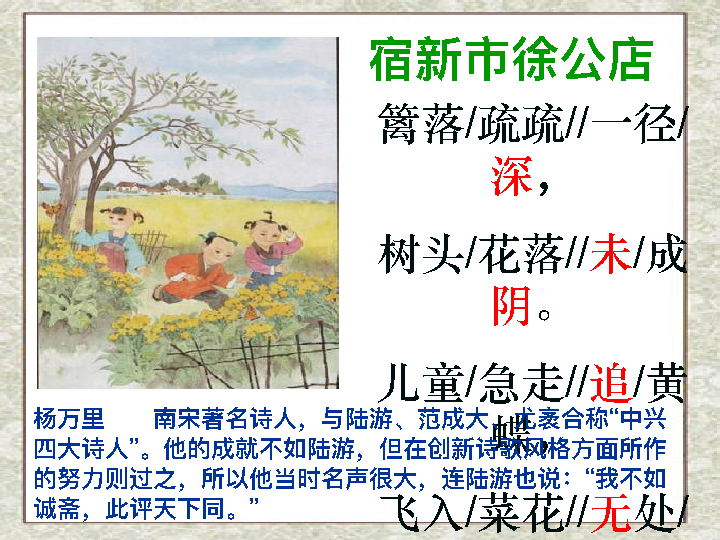 宿新市徐公店
篱落/疏疏//一径/
深，
树头/花落//未/成
阴。
儿童/急走//追/黄
蝶，
飞入/菜花//无处/
杨万里　　南宋著名诗人，与陆游、范成大、尤袤合称“中兴
四大诗人”。他的成就不如陆游，但在创新诗歌风格方面所作
的努力则过之，所以他当时名声很大，连陆游也说：“我不如
诚斋，此评天下同。”